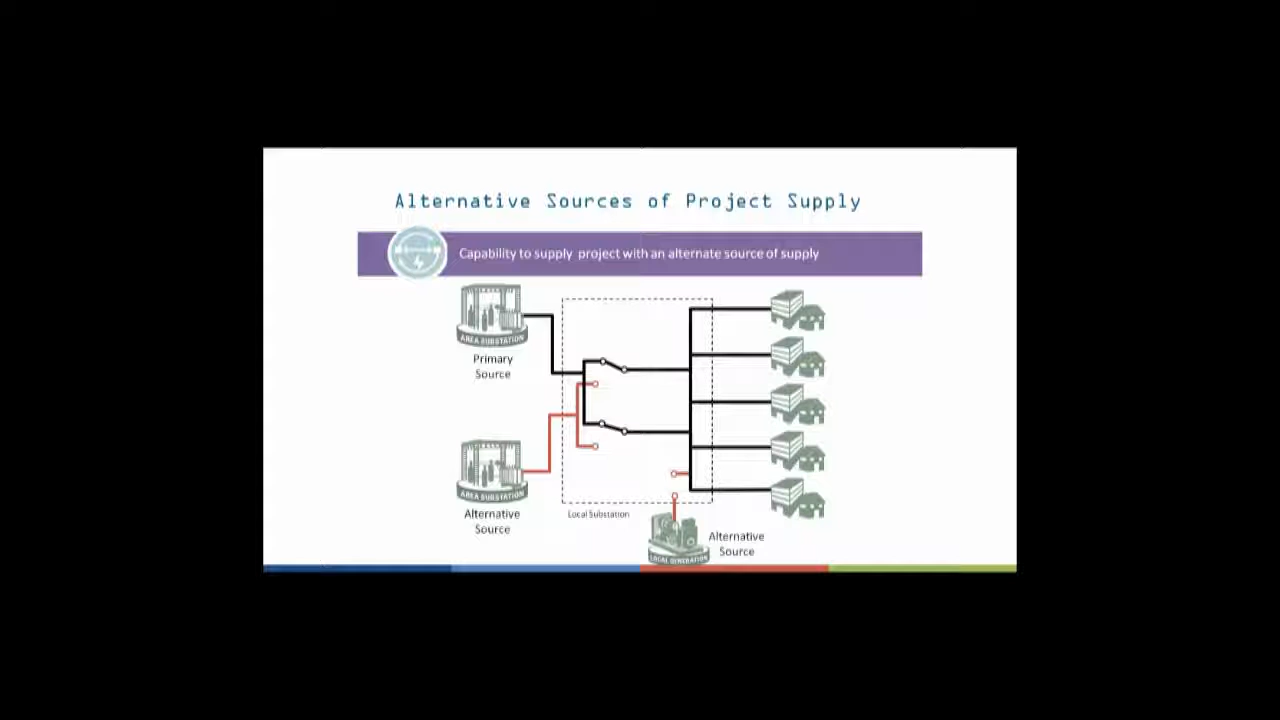 Alternative Sources of Project Supply
Capability to supply project with an alternate source of supply
AREA SUBSTATION
Primary
Source
AREA SUBSTATION
Alternative
Source
Local Substation
LOCAL GENERATION
Alternative
Source